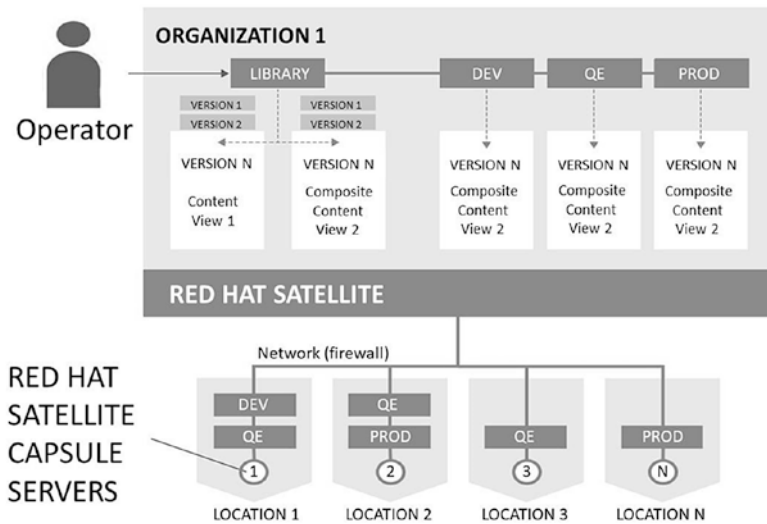 ORGANIZATION 1
LIBRARY
DEV
QE
PROD
Operator
VERSION 1
VERSION 2
VERSION 1
VERSION 2
VERSION N
Content
View 1
VERSION N
Composite
Content
View 2
VERSION N
Composite
Content
View 2
VERSION N
Composite
Content
View 2
VERSION N
Composite
Content
View 2
RED HAT SATELLITE
Network (firewall)
RED HAT
SATELLITE
CAPSULE
SERVERS
DEV
QE
1
LOCATION 1
QE
PROD
2
LOCATION 2
QE
3
LOCATION 3
PROD
N
LOCATION N